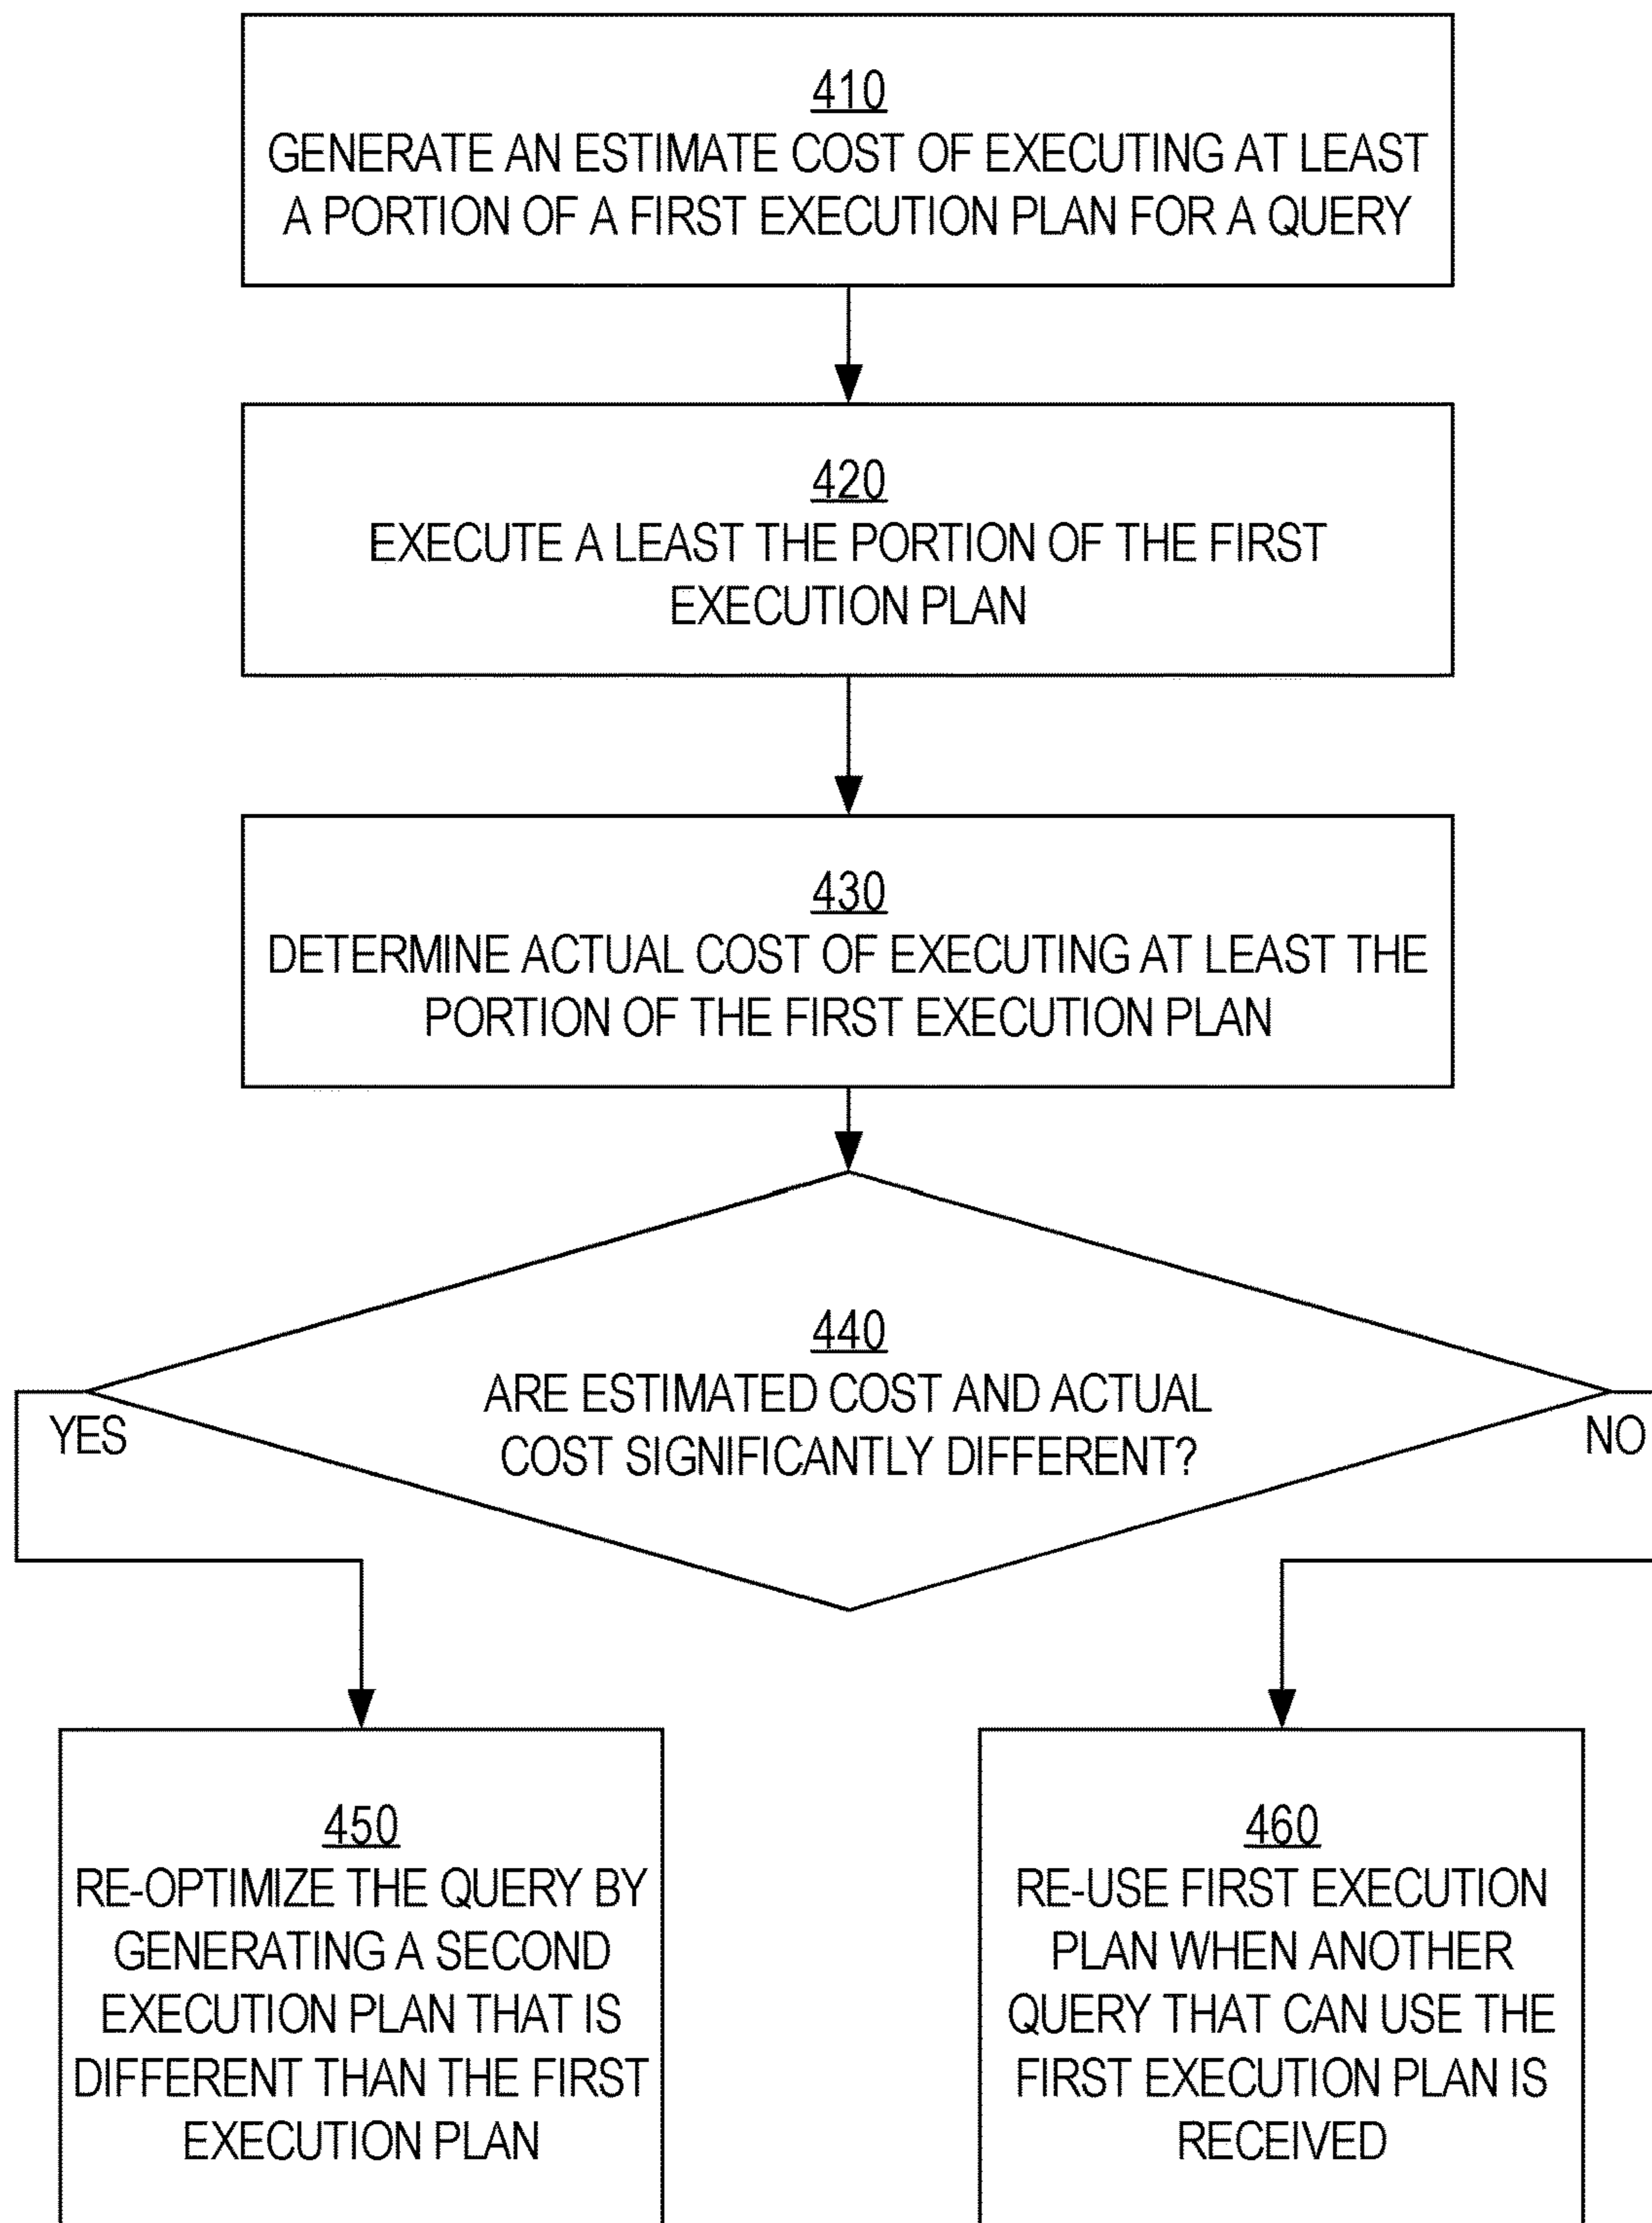 410
GENERATE AN ESTIMATE COST OF EXECUTING AT LEAST
A PORTION OF A FIRST EXECUTION PLAN FOR A QUERY
420
EXECUTE A LEAST THE PORTION OF THE FIRST
EXECUTION PLAN
430
DETERMINE ACTUAL COST OF EXECUTING AT LEAST THE
PORTION OF THE FIRST EXECUTION PLAN
440
ARE ESTIMATED COST AND ACTUAL
COST SIGNIFICANTLY DIFFERENT?
YES
NO
450
RE-OPTIMIZE THE QUERY BY
GENERATING A SECOND
EXECUTION PLAN THAT IS
DIFFERENT THAN THE FIRST
EXECUTION PLAN
460
RE-USE FIRST EXECUTION
PLAN WHEN ANOTHER
QUERY THAT CAN USE THE
FIRST EXECUTION PLAN IS
RECEIVED